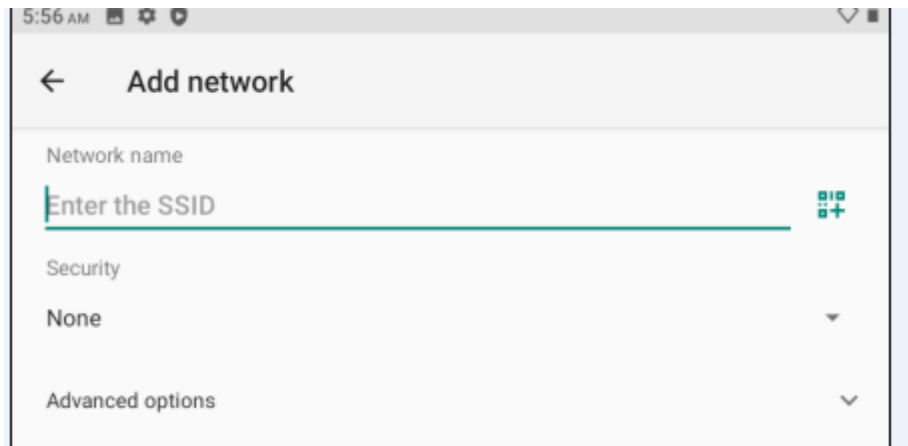 5:56 AM
Add network
Network name
Enter the SSID
Security
None
Advanced options